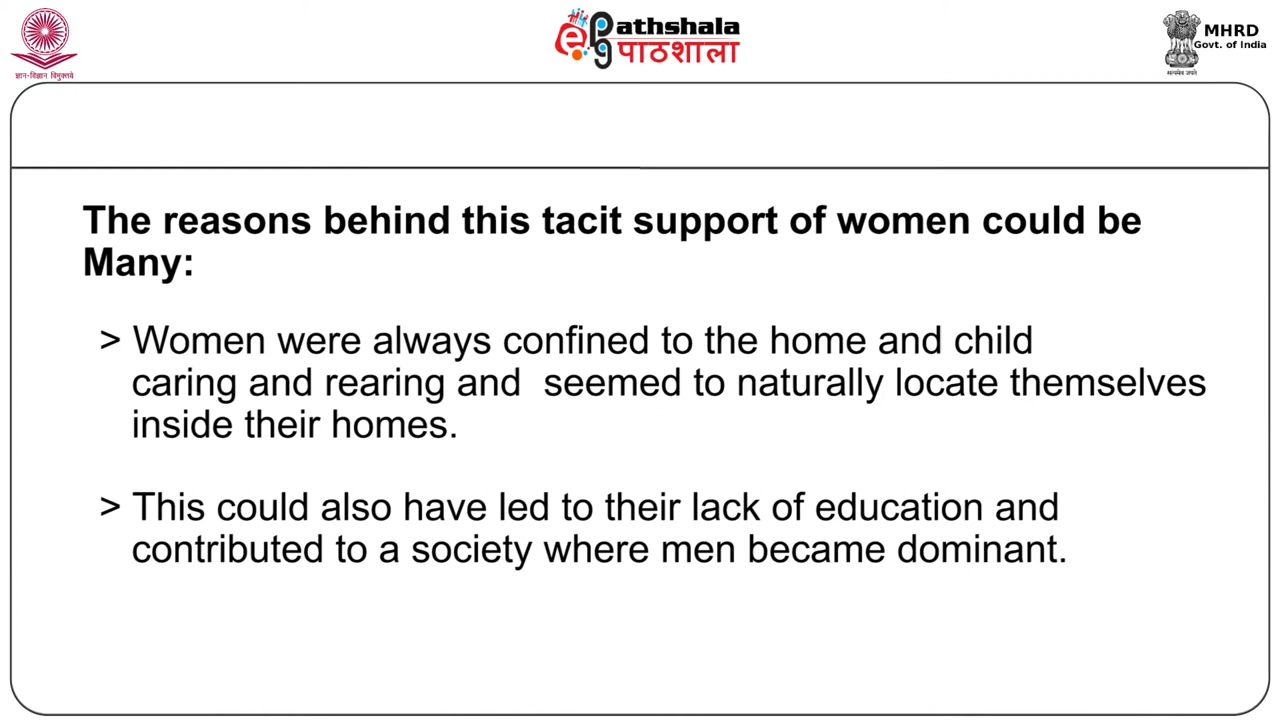 ज्ञान-विज्ञान विमुक्तये
e Pathshala
पाठशाला
MHRD
Govt. of India
सत्यमेव जयते
The reasons behind this tacit support of women could be
Many:
> Women were always confined to the home and child
caring and rearing and  seemed to naturally locate themselves
inside their homes.
> This could also have led to their lack of education and
contributed to a society where men became dominant.